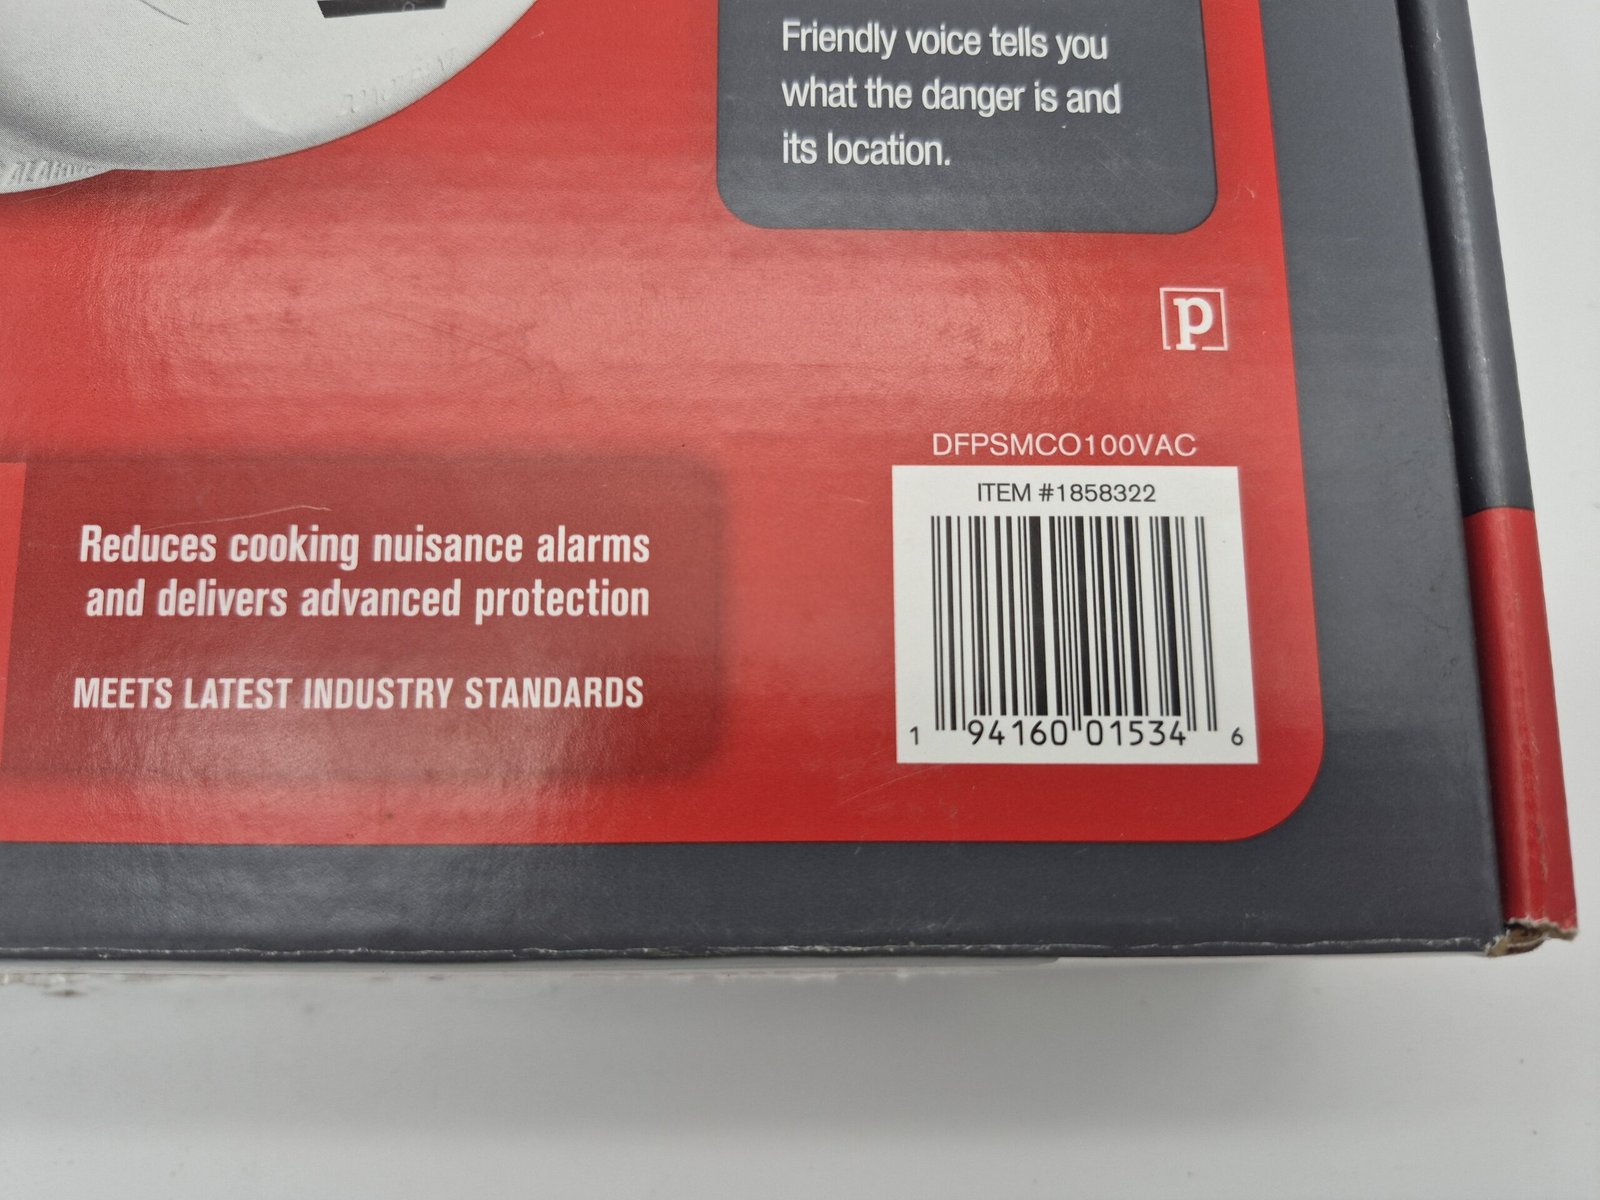 Friendly voice tells you
what the danger is and
its location.
p
DFPSMCO100VAC
ITEM #1858322
1 94160 01534 6
Reduces cooking nuisance alarms
and delivers advanced protection
MEETS LATEST INDUSTRY STANDARDS